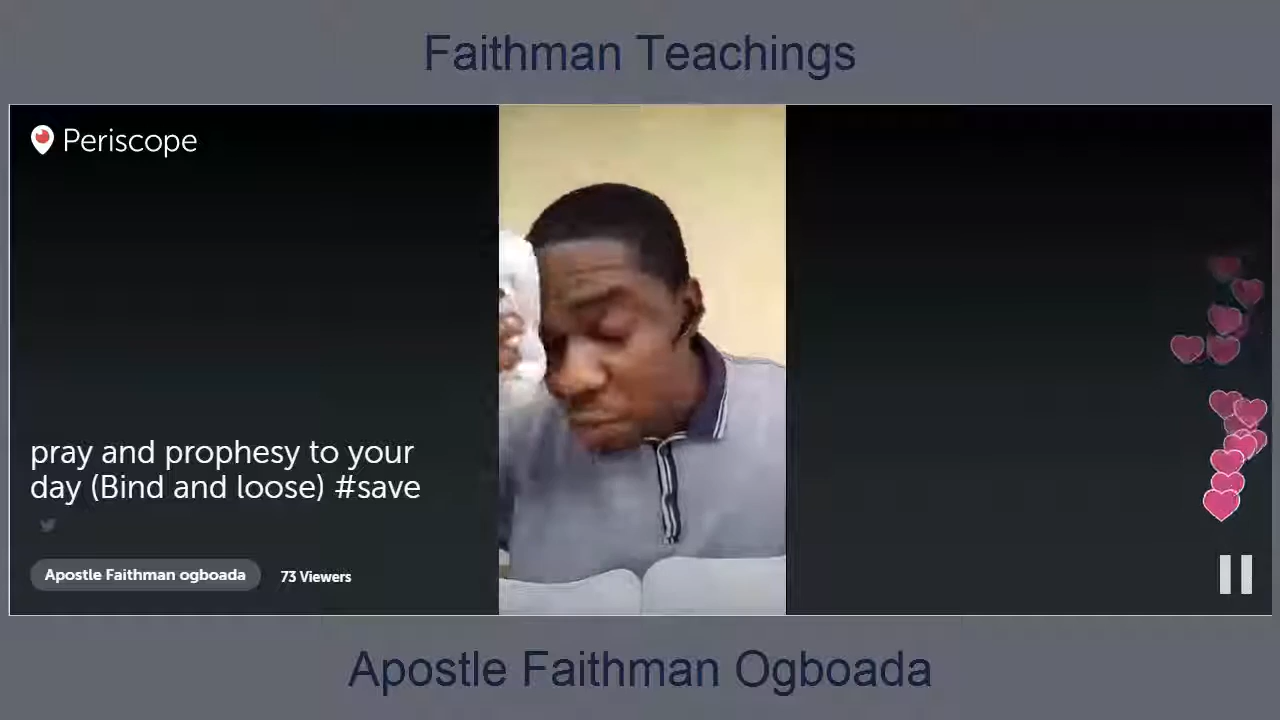 Faithman Teachings
Periscope
pray and prophesy to your
day (Bind and loose) #save
Apostle Faithman ogboada
73 Viewers
Apostle Faithman Ogboada